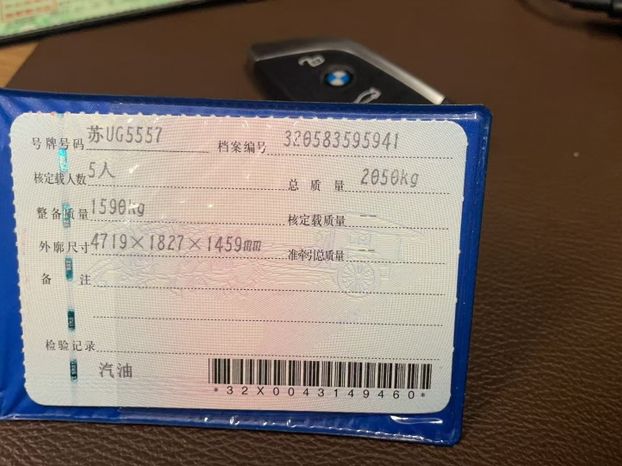 号牌号码 苏UG5557 档案编号 320583595941
核定载人数 5人 总质量 2050kg
整备质量 1590kg 核定载质量 --
外廓尺寸 4719×1827×1459mm 准牵引总质量 --
备注
检验记录
汽油
*32X0043149460*